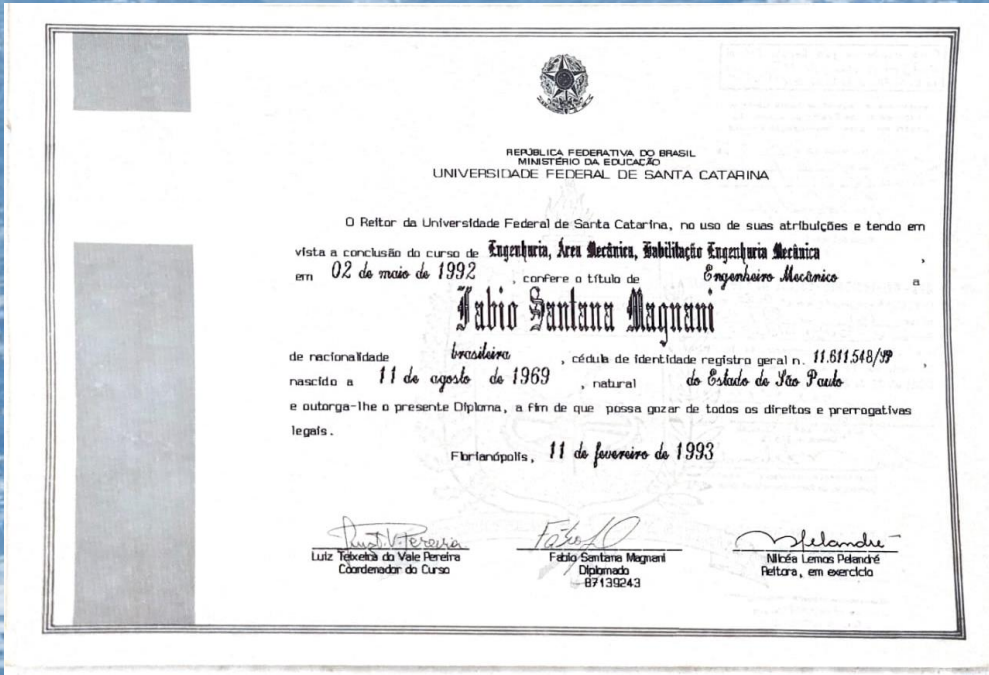 REPÚBLICA FEDERATIVA DO BRASIL
MINISTÉRIO DA EDUCAÇÃO
UNIVERSIDADE FEDERAL DE SANTA CATARINA
O Reitor da Universidade Federal de Santa Catarina, no uso de suas atribuições e tendo em
vista a conclusão do curso de Engenharia, Área Mecânica, Habilitação Engenharia Mecânica ,
em 02 de maio de 1992 , confere o título de Engenheiro Mecânico a
Fabio Santana Magnani
de nacionalidade brasileira , cédula de identidade registro geral n. 11.611.548/SP ,
nascido a 11 de agosto de 1969 , natural do Estado de São Paulo
e outorga-lhe o presente Diploma, a fim de que possa gozar de todos os direitos e prerrogativas
legais.
Florianópolis, 11 de fevereiro de 1993
Luiz Teixeira do Vale Pereira
Coordenador do Curso
Fabio Santana Magnani
Diplomado
87139243
Nilcéa Lemos Pelandré
Reitora, em exercício